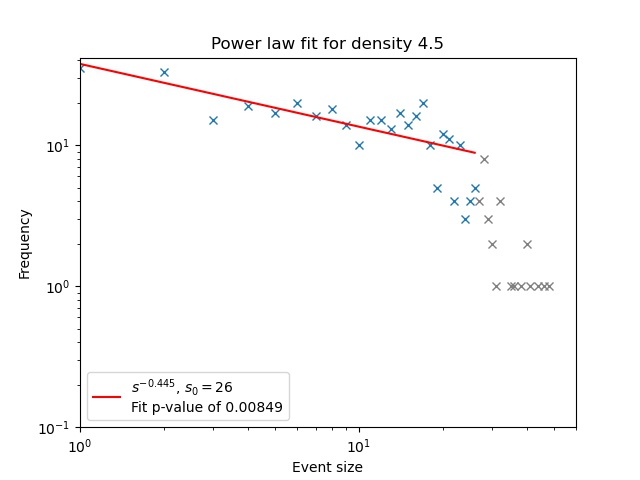 Power law fit for density 4.5
Frequency
10¹
10⁰
10⁻¹
s⁻⁰·⁴⁴⁵, s₀ = 26
Fit p-value of 0.00849
10⁰
10¹
Event size